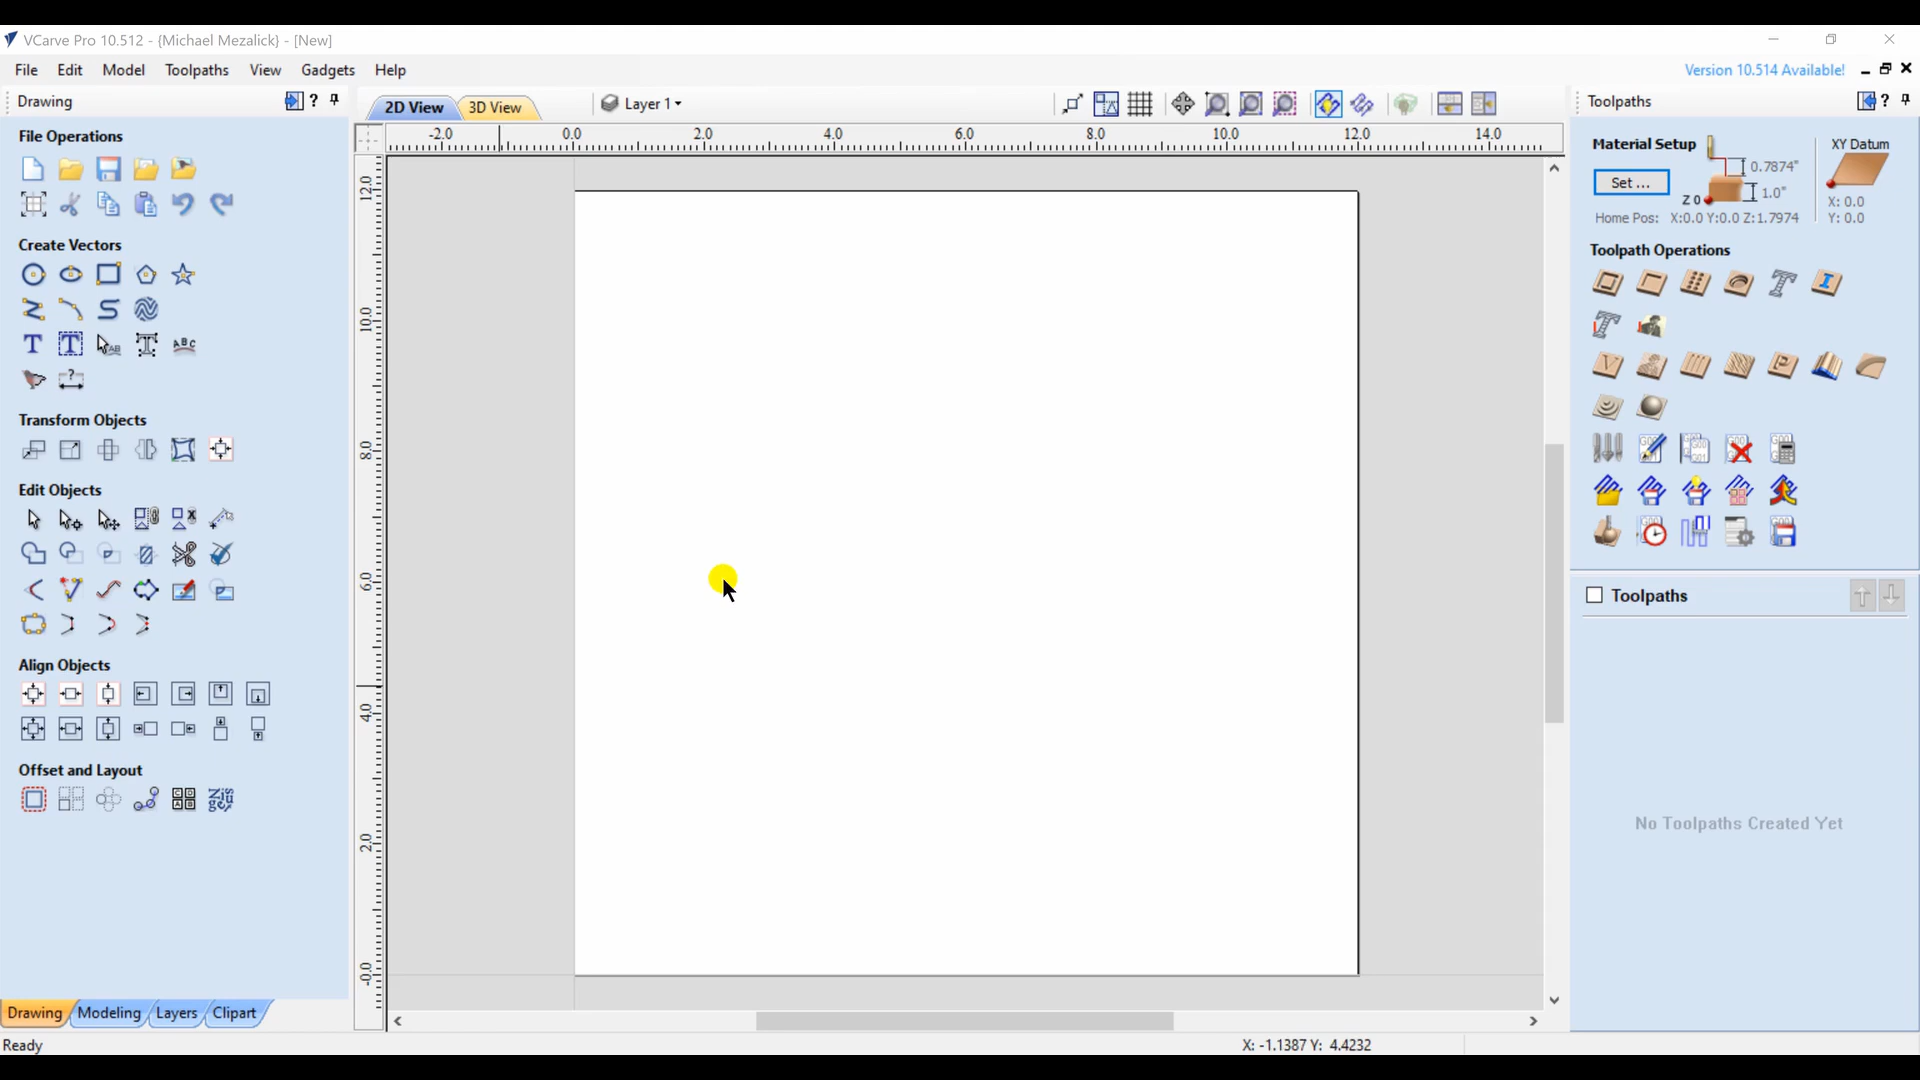 VCarve Pro 10.512 - {Michael Mezalick} - [New]
File Edit Model Toolpaths View Gadgets Help
Version 10.514 Available!
Drawing
File Operations
Create Vectors
Transform Objects
Edit Objects
Align Objects
Offset and Layout
Drawing Modeling Layers Clipart
Ready
2D View 3D View
Layer 1
-2.0 0.0 2.0 4.0 6.0 8.0 10.0 12.0 14.0
12.0
10.0
8.0
6.0
4.0
2.0
-0.0
X: -1.1387 Y: 4.4232
Toolpaths
Material Setup
Set ...
0.7874"
1.0"
Z 0
Home Pos: X:0.0 Y:0.0 Z:1.7974
XY Datum
X: 0.0
Y: 0.0
Toolpath Operations
Toolpaths
No Toolpaths Created Yet